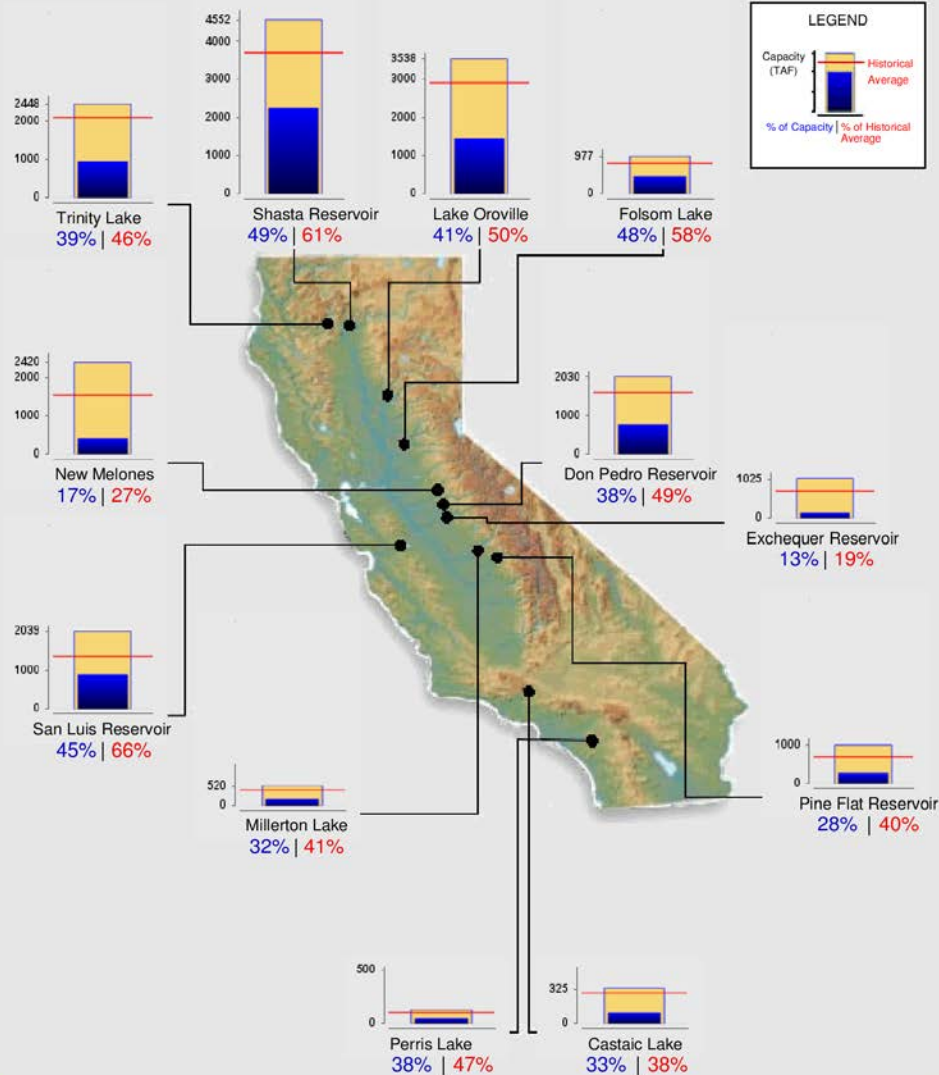 4552
4000
3000
2000
1000
0
Shasta Reservoir
49% | 61%
3538
3000
2000
1000
0
Lake Oroville
41% | 50%
LEGEND
Capacity
(TAF)
Historical
Average
% of Capacity | % of Historical
Average
2448
2000
1000
0
Trinity Lake
39% | 46%
977
0
Folsom Lake
48% | 58%
2420
2000
1000
0
New Melones
17% | 27%
2030
1000
0
Don Pedro Reservoir
38% | 49%
1025
0
Exchequer Reservoir
13% | 19%
2039
1000
0
San Luis Reservoir
45% | 66%
520
0
Millerton Lake
32% | 41%
1000
0
Pine Flat Reservoir
28% | 40%
500
0
Perris Lake
38% | 47%
325
0
Castaic Lake
33% | 38%